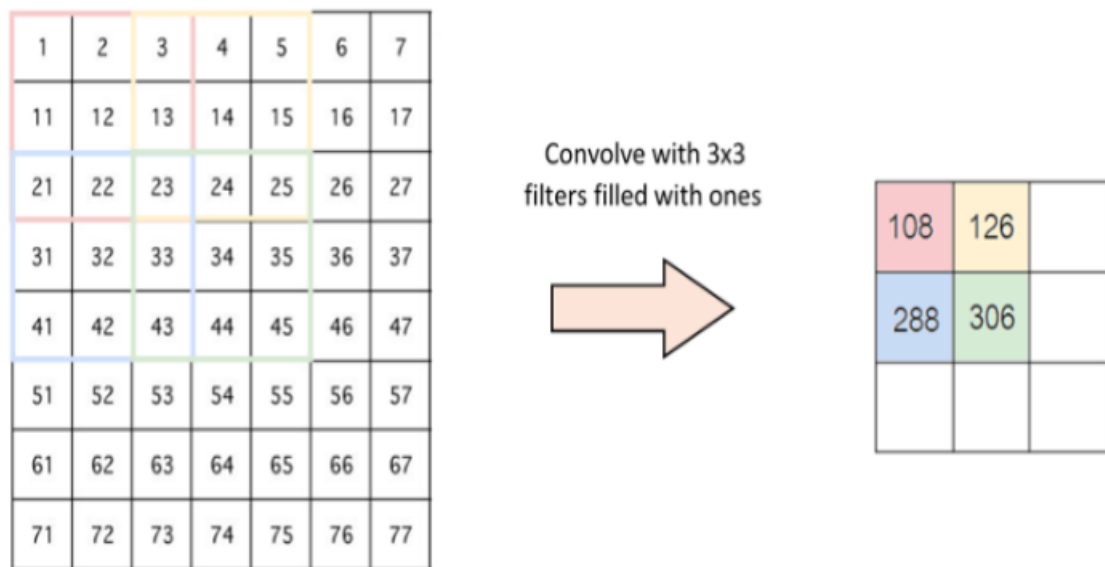 1 2 3 4 5 6 7
11 12 13 14 15 16 17
21 22 23 24 25 26 27
31 32 33 34 35 36 37
41 42 43 44 45 46 47
51 52 53 54 55 56 57
61 62 63 64 65 66 67
71 72 73 74 75 76 77
Convolve with 3x3
filters filled with ones
108 126
288 306